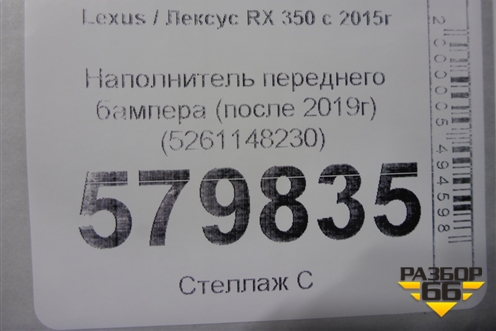 Lexus / Лексус RX 350 с 2015г
Наполнитель переднего
бампера (после 2019г)
(5261148230)
579835
Стеллаж С
2000005494598
РАЗБОР
66